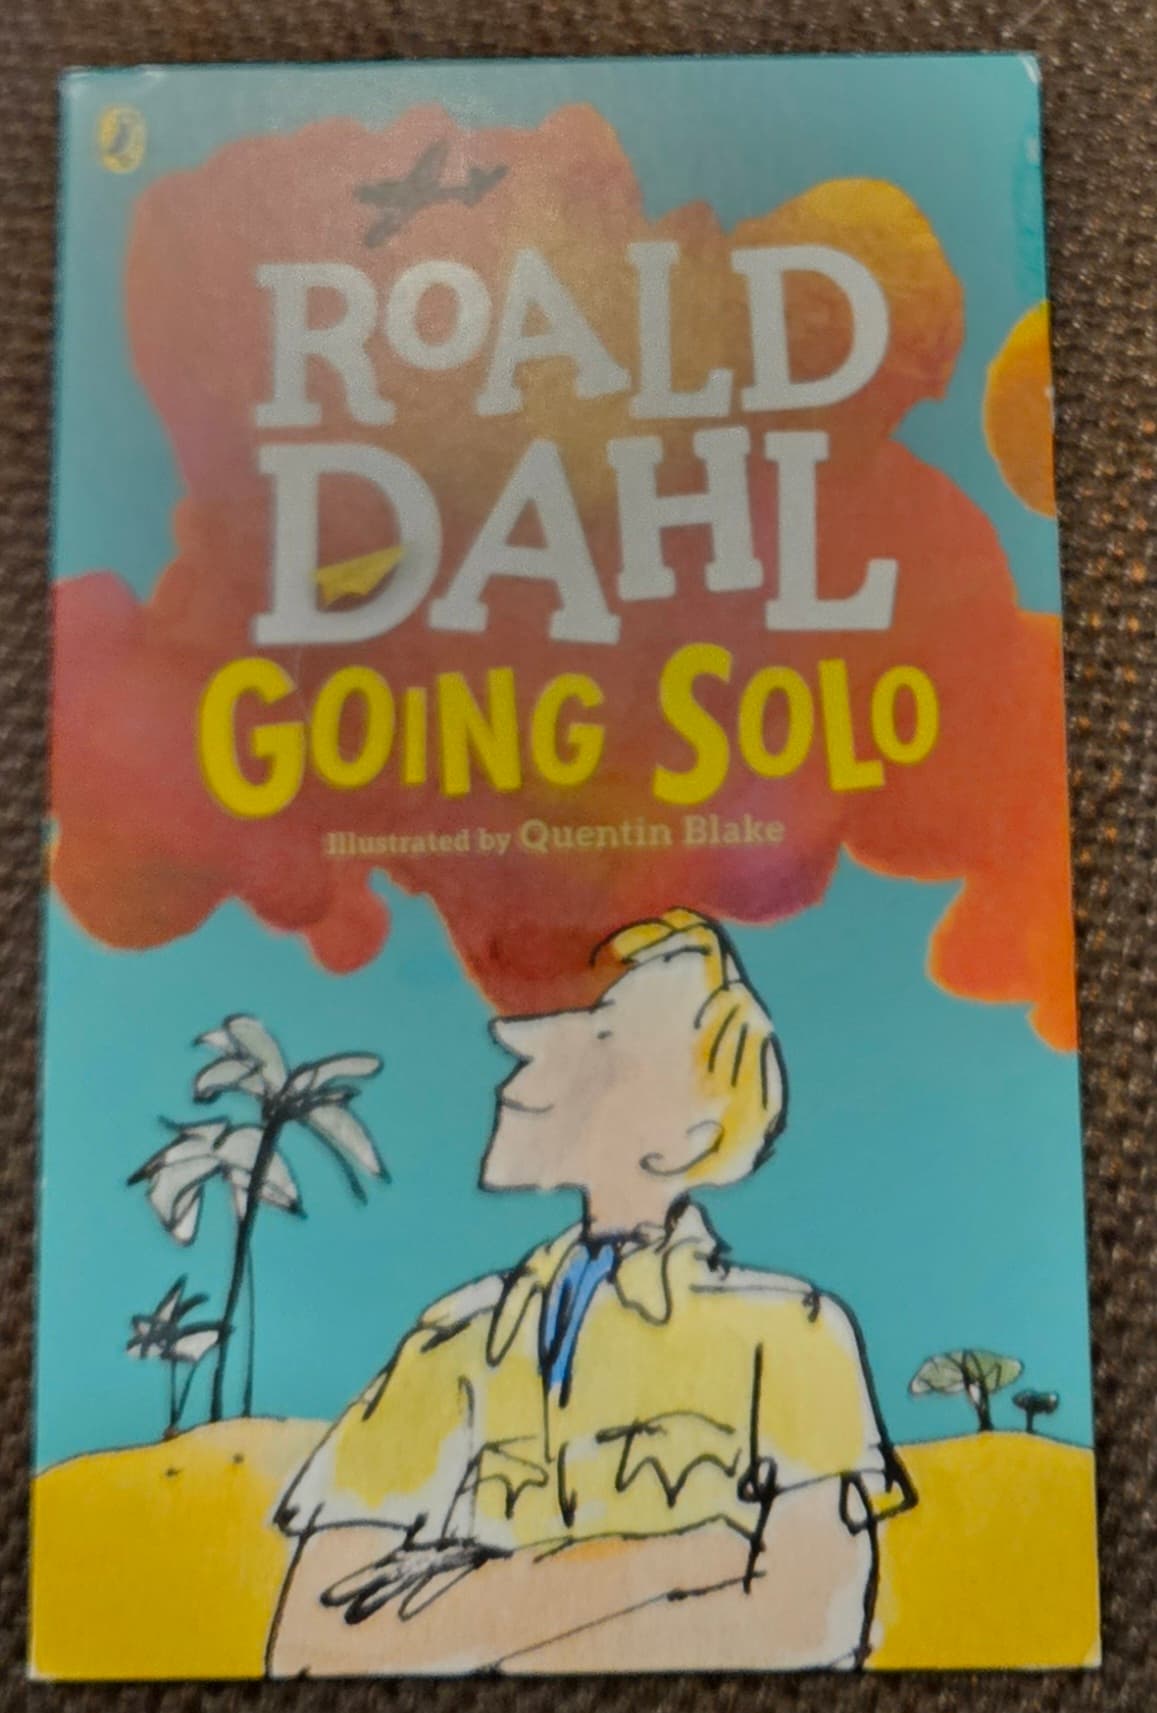 ROALD
DAHL
GOING SOLO
Illustrated by Quentin Blake